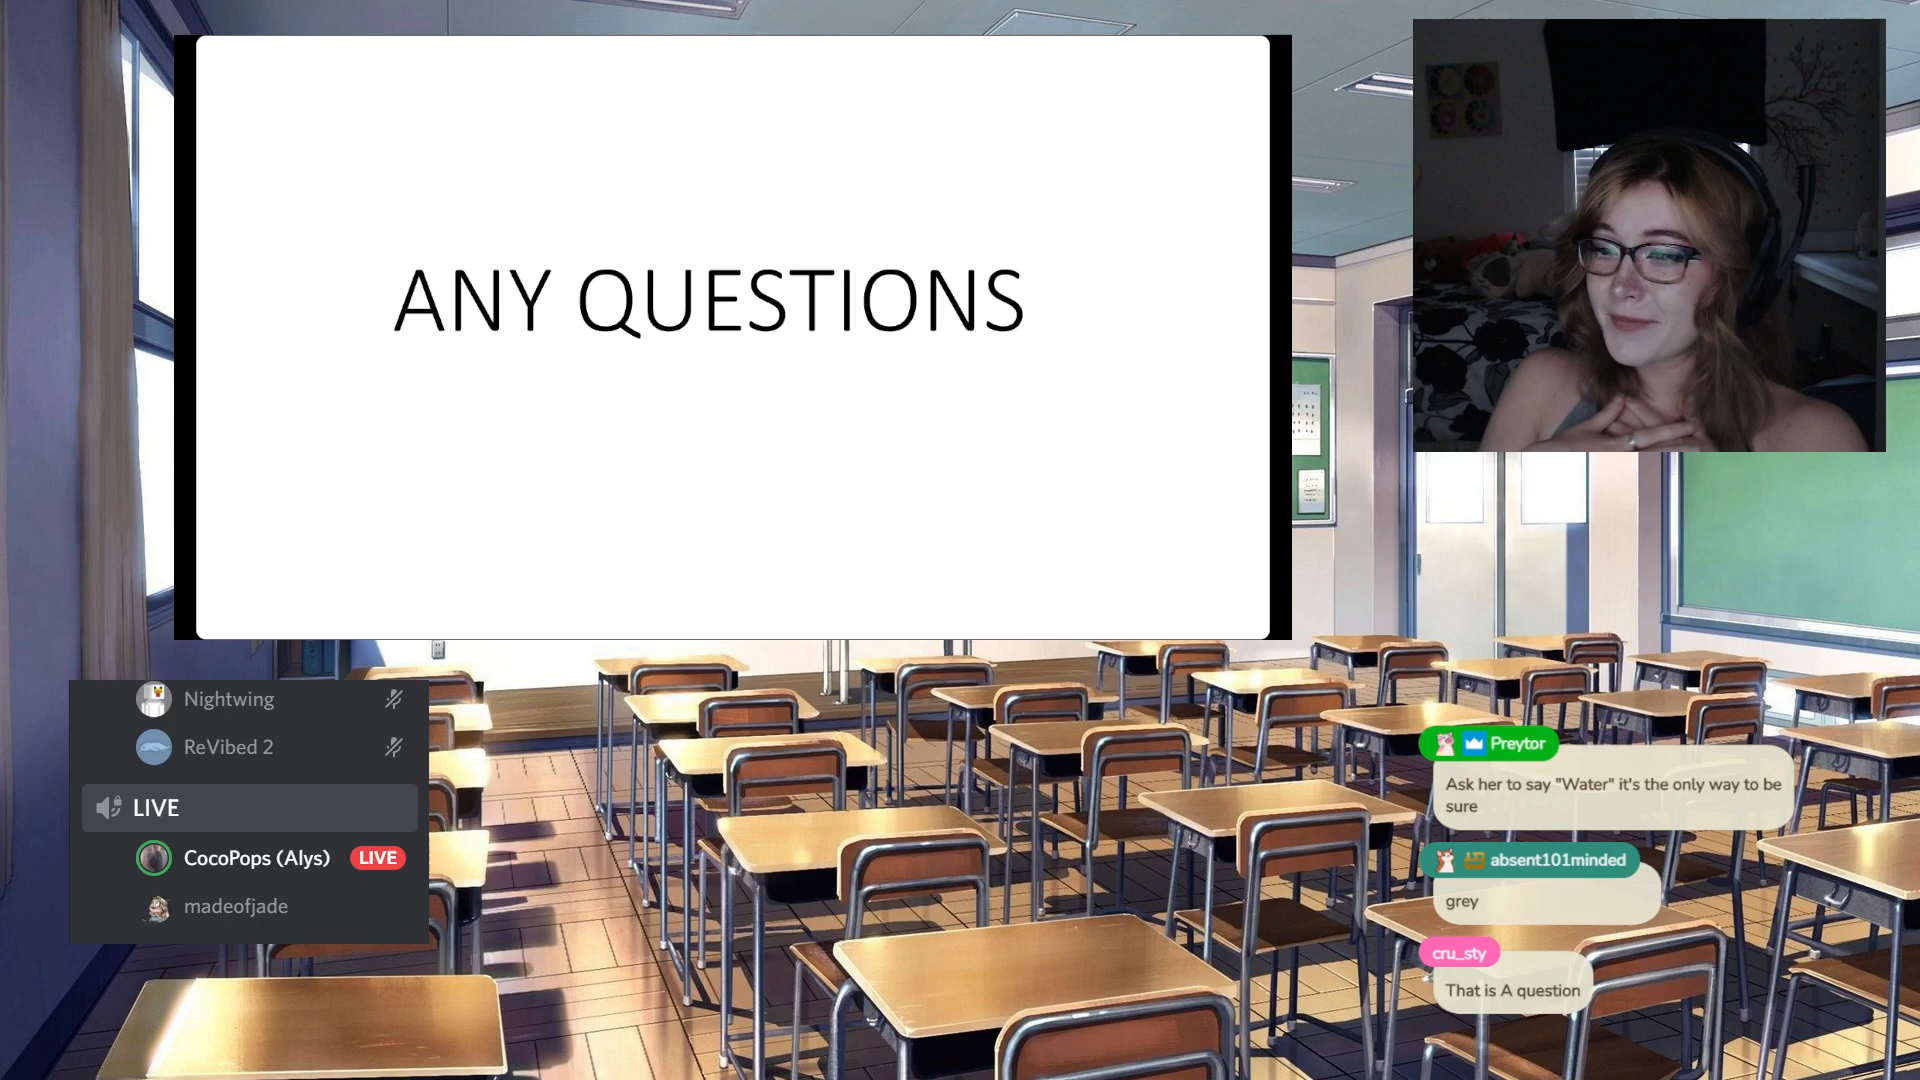 ANY QUESTIONS
Nightwing
ReVibed 2
LIVE
CocoPops (Alys) LIVE
madeofjade
Preytor
Ask her to say "Water" it's the only way to be
sure
absent101minded
grey
cru_sty
That is A question